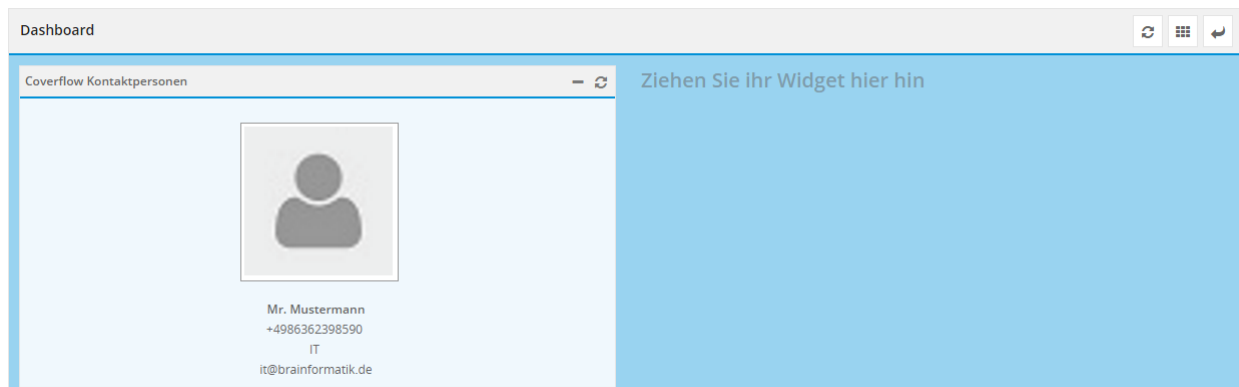 Dashboard
Coverflow Kontaktpersonen
Ziehen Sie ihr Widget hier hin
Mr. Mustermann
+4986362398590
IT
it@brainformatik.de